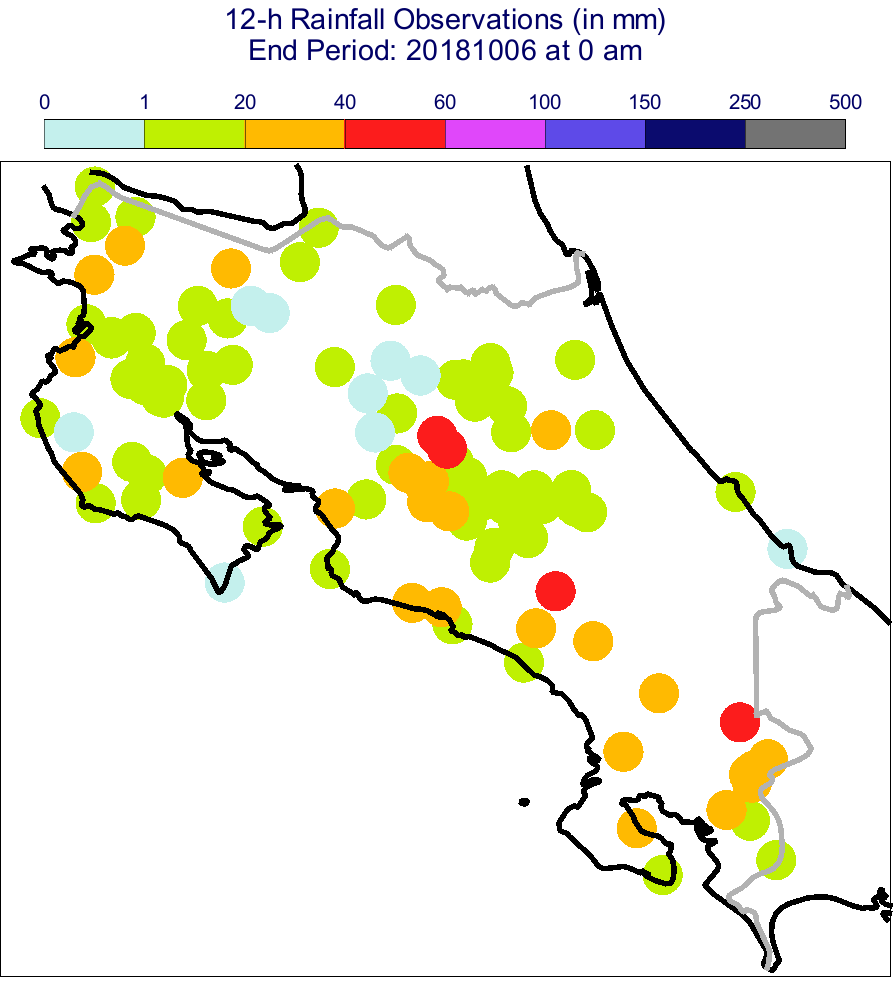 12-h Rainfall Observations (in mm)
End Period: 20181006 at 0 am
0 1 20 40 60 100 150 250 500